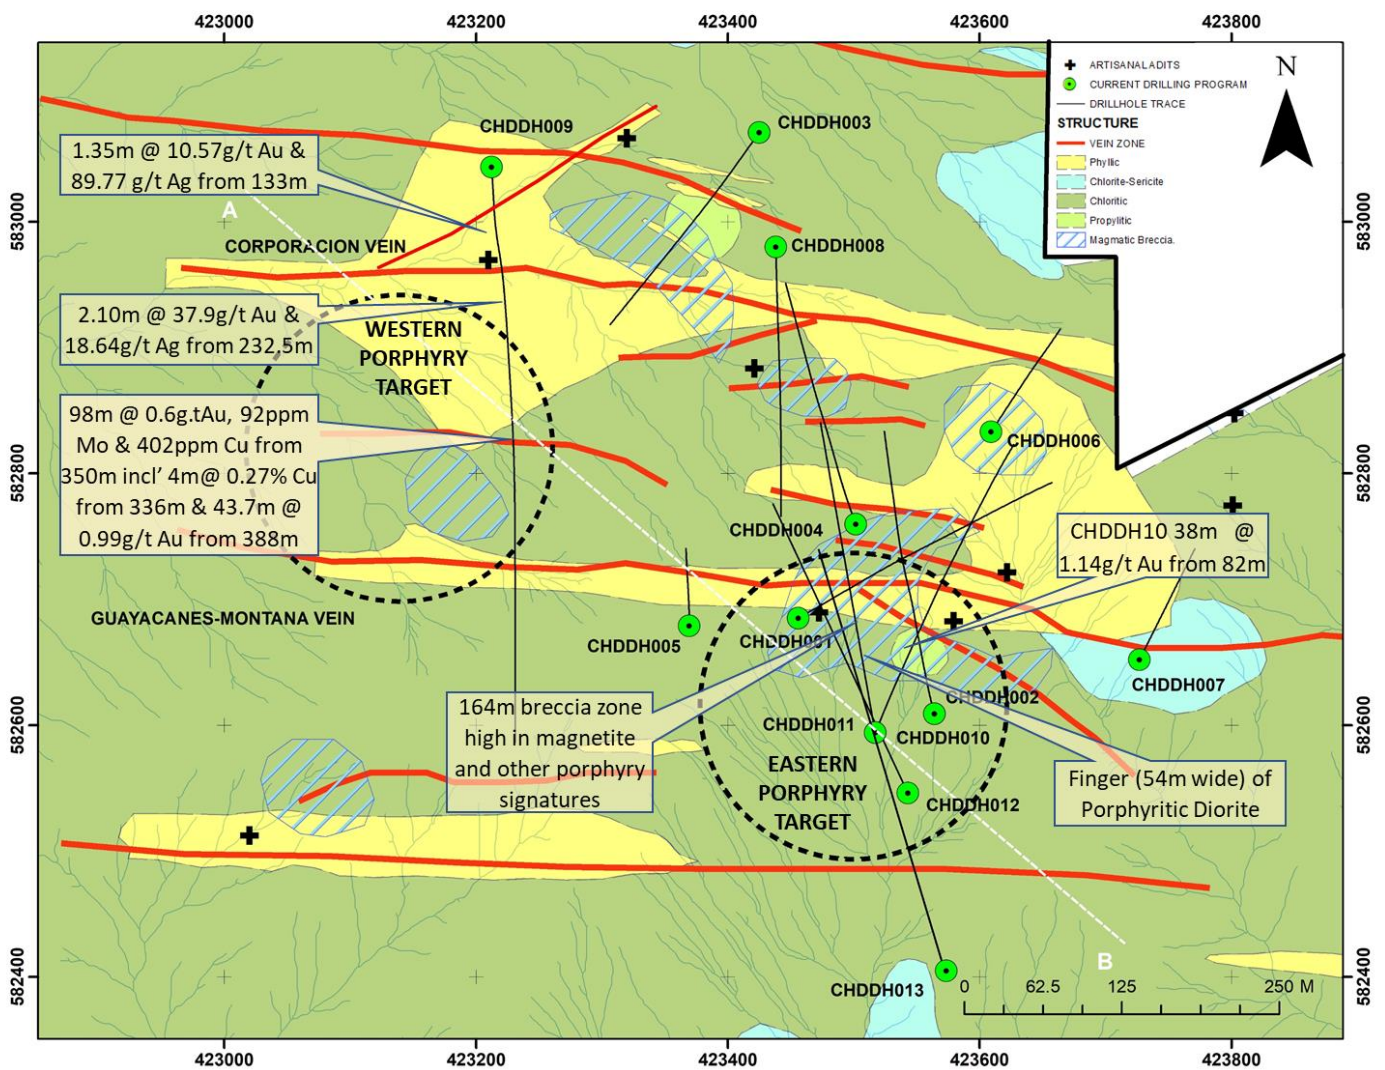 423000 423200 423400 423600 423800
ARTISANAL ADITS
CURRENT DRILLING PROGRAM
DRILLHOLE TRACE
STRUCTURE
VEIN ZONE
Phyllic
Chlorite-Sericite
Chloritic
Propylitic
Magmatic Breccia.
N
CHDDH009
CHDDH003
1.35m @ 10.57g/t Au &
89.77 g/t Ag from 133m
A
583000
583000
CORPORACION VEIN
CHDDH008
2.10m @ 37.9g/t Au &
18.64g/t Ag from 232.5m
WESTERN
PORPHYRY
TARGET
98m @ 0.6g.tAu, 92ppm
Mo & 402ppm Cu from
350m incl’ 4m@ 0.27% Cu
from 336m & 43.7m @
0.99g/t Au from 388m
CHDDH006
582800
582800
CHDDH004
CHDDH10 38m @
1.14g/t Au from 82m
GUAYACANES-MONTANA VEIN
CHDDH005
CHDDH001
CHDDH007
CHDDH002
164m breccia zone
high in magnetite
and other porphyry
signatures
CHDDH011
CHDDH010
582600
582600
EASTERN
PORPHYRY
TARGET
CHDDH012
Finger (54m wide) of
Porphyritic Diorite
B
CHDDH013
582400
582400
0 62.5 125 250 M
423000 423200 423400 423600 423800